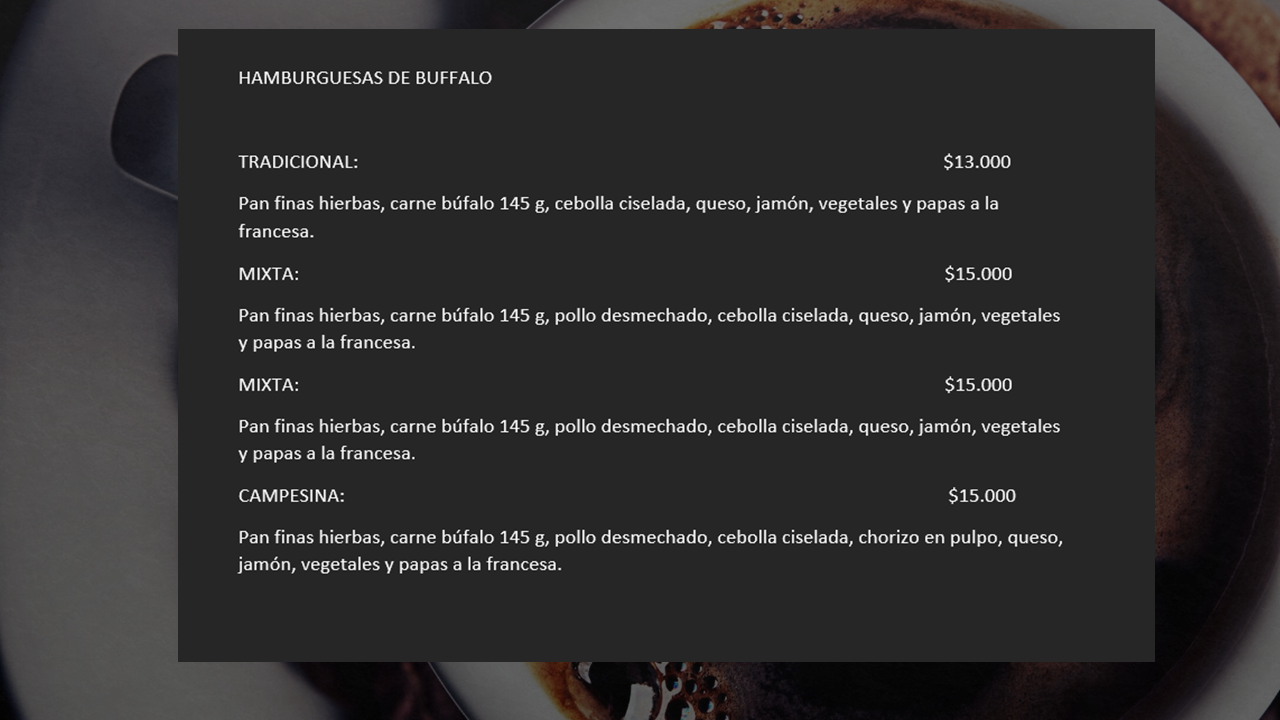 HAMBURGUESAS DE BUFFALO
TRADICIONAL: $13.000
Pan finas hierbas, carne búfalo 145 g, cebolla ciselada, queso, jamón, vegetales y papas a la
francesa.
MIXTA: $15.000
Pan finas hierbas, carne búfalo 145 g, pollo desmechado, cebolla ciselada, queso, jamón, vegetales
y papas a la francesa.
MIXTA: $15.000
Pan finas hierbas, carne búfalo 145 g, pollo desmechado, cebolla ciselada, queso, jamón, vegetales
y papas a la francesa.
CAMPESINA: $15.000
Pan finas hierbas, carne búfalo 145 g, pollo desmechado, cebolla ciselada, chorizo en pulpo, queso,
jamón, vegetales y papas a la francesa.